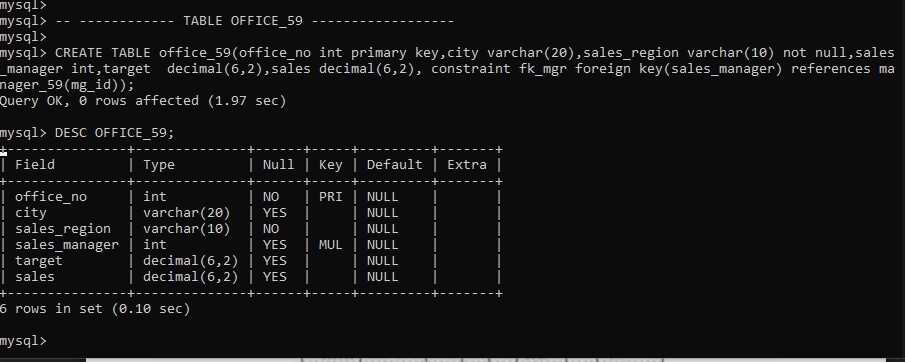 mysql>
mysql> -- ------------ TABLE OFFICE_59 -----------------
mysql>
mysql> CREATE TABLE office_59(office_no int primary key,city varchar(20),sales_region varchar(10) not null,sales
_manager int,target  decimal(6,2),sales decimal(6,2), constraint fk_mgr foreign key(sales_manager) references ma
nager_59(mg_id));
Query OK, 0 rows affected (1.97 sec)

mysql> DESC OFFICE_59;
+---------------+--------------+------+-----+---------+-------+
| Field         | Type         | Null | Key | Default | Extra |
+---------------+--------------+------+-----+---------+-------+
| office_no     | int          | NO   | PRI | NULL    |       |
| city          | varchar(20)  | YES  |     | NULL    |       |
| sales_region  | varchar(10)  | NO   |     | NULL    |       |
| sales_manager | int          | YES  | MUL | NULL    |       |
| target        | decimal(6,2) | YES  |     | NULL    |       |
| sales         | decimal(6,2) | YES  |     | NULL    |       |
+---------------+--------------+------+-----+---------+-------+
6 rows in set (0.10 sec)

mysql>